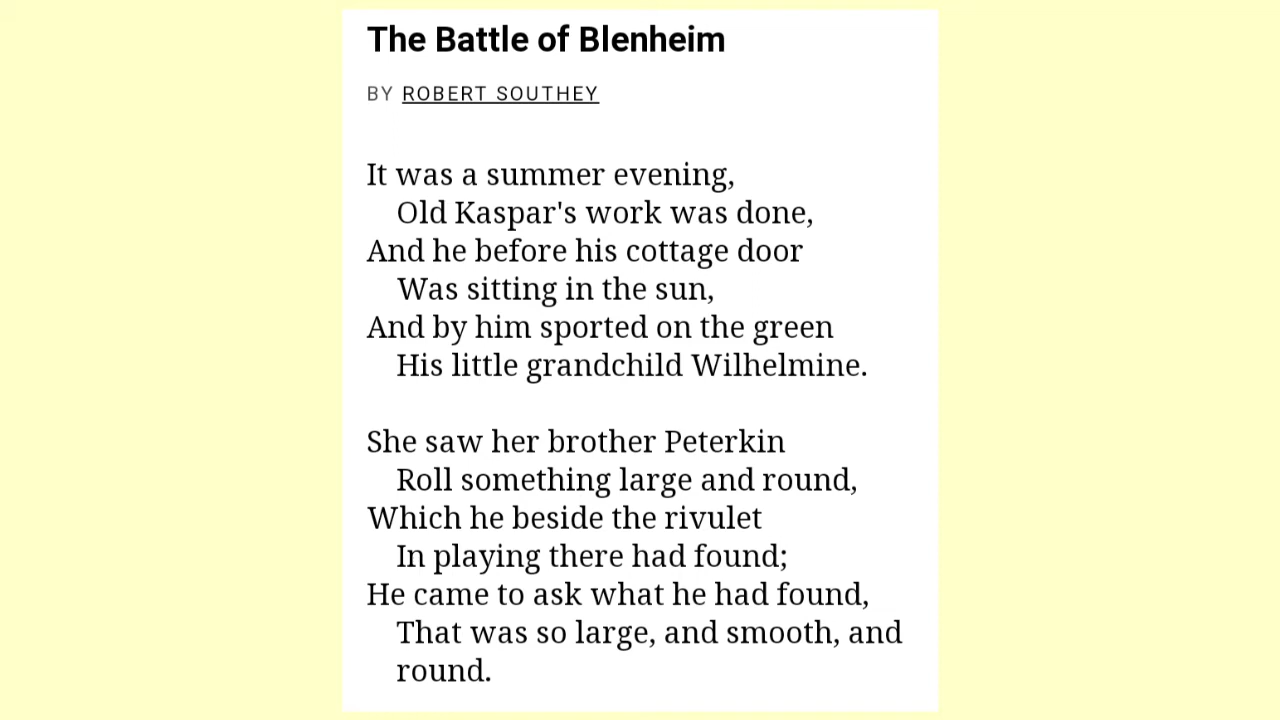 The Battle of Blenheim
BY ROBERT SOUTHEY
It was a summer evening,
Old Kaspar's work was done,
And he before his cottage door
Was sitting in the sun,
And by him sported on the green
His little grandchild Wilhelmine.
She saw her brother Peterkin
Roll something large and round,
Which he beside the rivulet
In playing there had found;
He came to ask what he had found,
That was so large, and smooth, and
round.